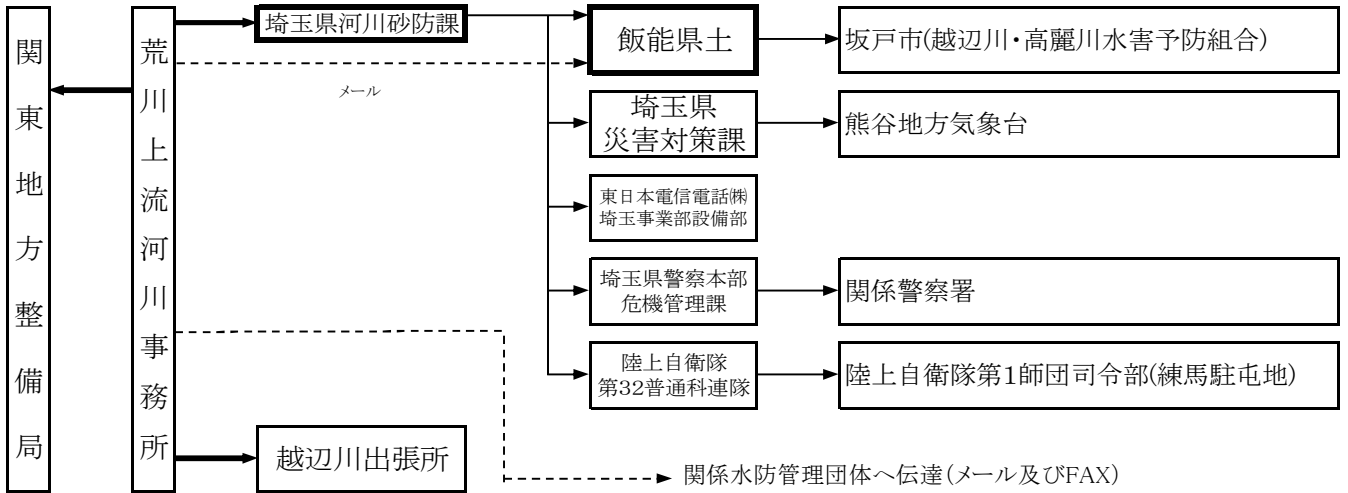 関東地方整備局
荒川上流河川事務所
埼玉県河川砂防課
メール
飯能県土
坂戸市(越辺川・高麗川水害予防組合)
埼玉県
災害対策課
熊谷地方気象台
東日本電信電話㈱
埼玉事業部設備部
埼玉県警察本部
危機管理課
関係警察署
陸上自衛隊
第32普通科連隊
陸上自衛隊第1師団司令部(練馬駐屯地)
越辺川出張所
関係水防管理団体へ伝達(メール及びFAX)